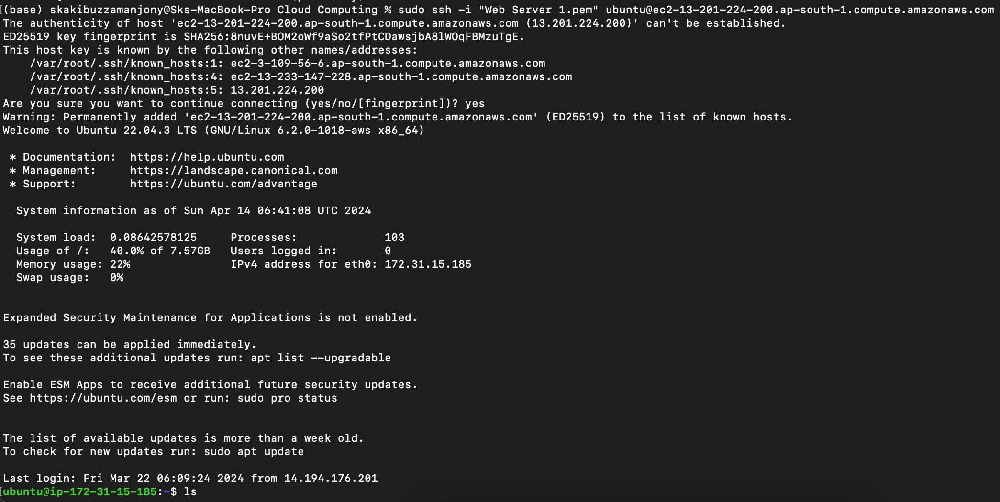 (base) skakibuzzamanjony@Sks-MacBook-Pro Cloud Computing % sudo ssh -i "Web Server 1.pem" ubuntu@ec2-13-201-224-200.ap-south-1.compute.amazonaws.com
The authenticity of host 'ec2-13-201-224-200.ap-south-1.compute.amazonaws.com (13.201.224.200)' can't be established.
ED25519 key fingerprint is SHA256:8nuvE+BOM2oWf9aSo2tfPtCDawsjbA8lWOqFBMzuTgE.
This host key is known by the following other names/addresses:
    /var/root/.ssh/known_hosts:1: ec2-3-109-56-6.ap-south-1.compute.amazonaws.com
    /var/root/.ssh/known_hosts:4: ec2-13-233-147-228.ap-south-1.compute.amazonaws.com
    /var/root/.ssh/known_hosts:5: 13.201.224.200
Are you sure you want to continue connecting (yes/no/[fingerprint])? yes
Warning: Permanently added 'ec2-13-201-224-200.ap-south-1.compute.amazonaws.com' (ED25519) to the list of known hosts.
Welcome to Ubuntu 22.04.3 LTS (GNU/Linux 6.2.0-1018-aws x86_64)
 * Documentation:  https://help.ubuntu.com
 * Management:     https://landscape.canonical.com
 * Support:        https://ubuntu.com/advantage
  System information as of Sun Apr 14 06:41:08 UTC 2024
  System load:  0.08642578125     Processes:             103
  Usage of /:   40.0% of 7.57GB   Users logged in:       0
  Memory usage: 22%               IPv4 address for eth0: 172.31.15.185
  Swap usage:   0%
Expanded Security Maintenance for Applications is not enabled.
35 updates can be applied immediately.
To see these additional updates run: apt list --upgradable
Enable ESM Apps to receive additional future security updates.
See https://ubuntu.com/esm or run: sudo pro status
The list of available updates is more than a week old.
To check for new updates run: sudo apt update
Last login: Fri Mar 22 06:09:24 2024 from 14.194.176.201
ubuntu@ip-172-31-15-185:~$ ls